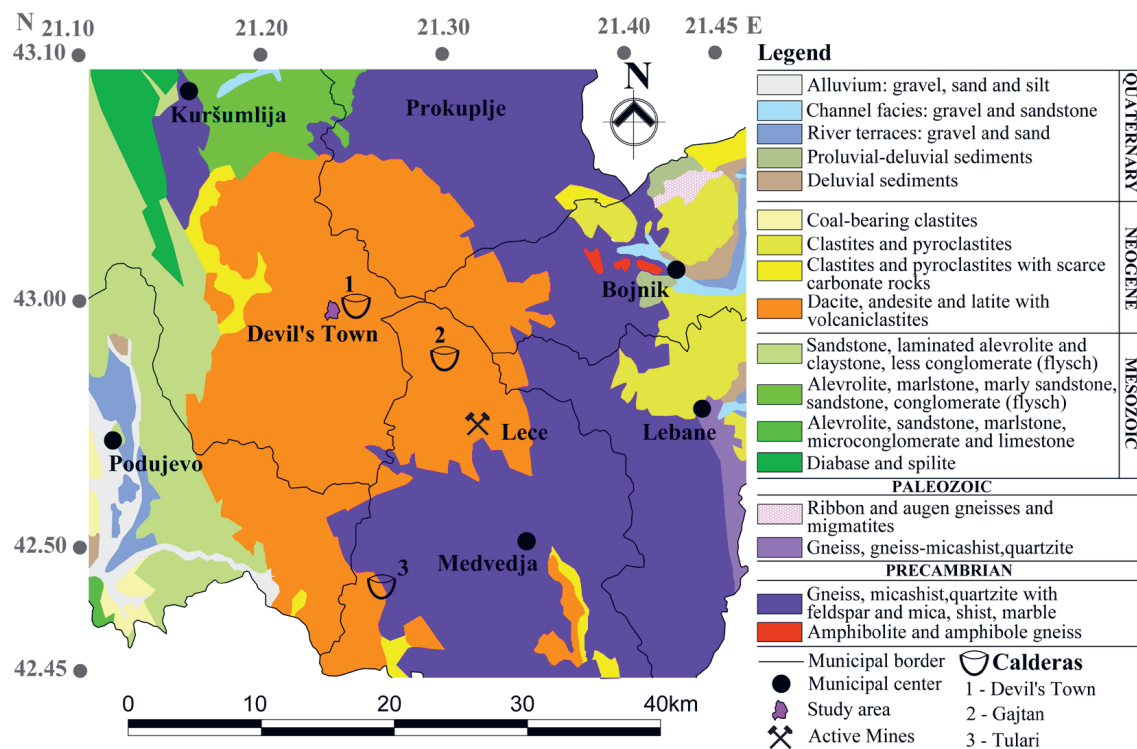 N 21.10 21.20 21.30 21.40 21.45 E
43.10
43.00
42.50
42.45
Kuršumlija
Prokuplje
N
1
Devil's Town
2
Bojnik
Lece
Lebane
Podujevo
Medvedja
3
0 10 20 30 40km
Legend
Alluvium: gravel, sand and silt
Channel facies: gravel and sandstone
River terraces: gravel and sand
Proluvial-deluvial sediments
Deluvial sediments
QUATERNARY
Coal-bearing clastites
Clastites and pyroclastites
Clastites and pyroclastites with scarce
carbonate rocks
Dacite, andesite and latite with
volcaniclastites
NEOGENE
Sandstone, laminated alevrolite and
claystone, less conglomerate (flysch)
Alevrolite, marlstone, marly sandstone,
sandstone, conglomerate (flysch)
Alevrolite, sandstone, marlstone,
microconglomerate and limestone
Diabase and spilite
MESOZOIC
PALEOZOIC
Ribbon and augen gneisses and
migmatites
Gneiss, gneiss-micashist,quartzite
PRECAMBRIAN
Gneiss, micashist,quartzite with
feldspar and mica, shist, marble
Amphibolite and amphibole gneiss
Municipal border
Municipal center
Study area
Active Mines
Calderas
1 - Devil's Town
2 - Gajtan
3 - Tulari